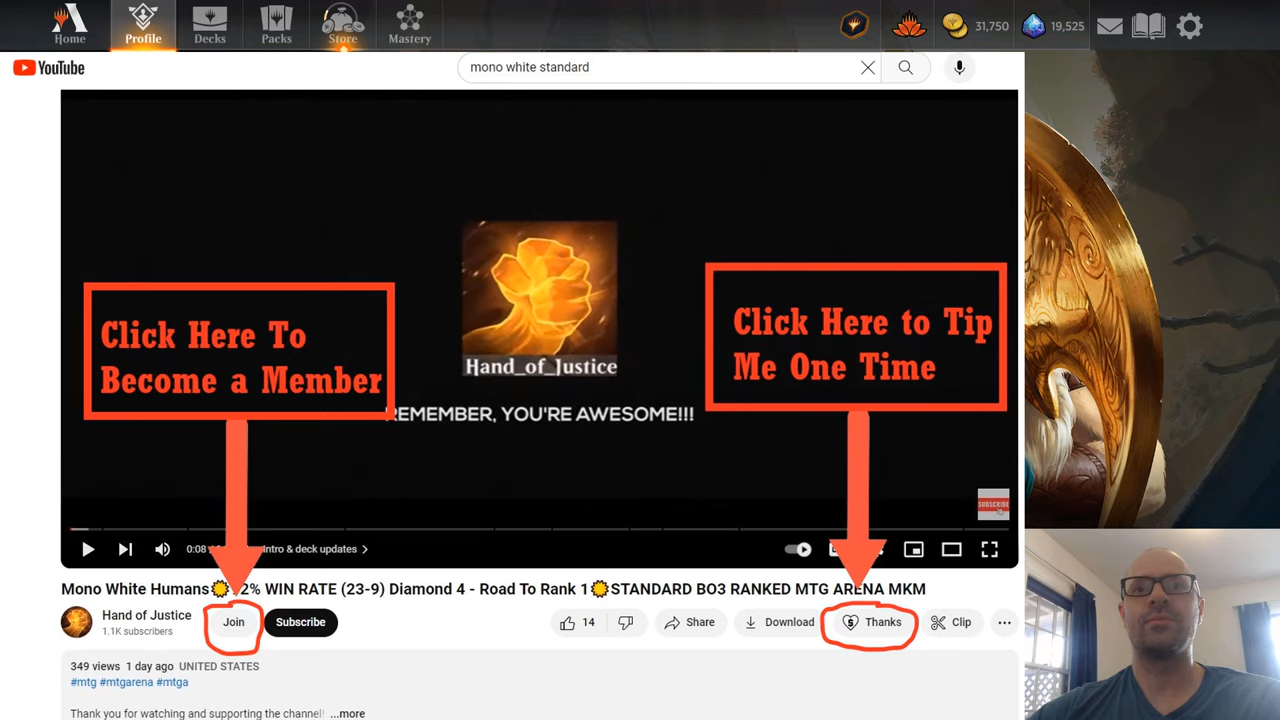 Home
Profile
Decks
Packs
Store
Mastery
31,750
19,525
YouTube
mono white standard
Click Here To
Become a Member
Hand_of_Justice
REMEMBER, YOU'RE AWESOME!!!
Click Here to Tip
Me One Time
SUBSCRIBE
0:08
Intro & deck updates
Mono White Humans 2% WIN RATE (23-9) Diamond 4 - Road To Rank 1 STANDARD BO3 RANKED MTG ARENA MKM
Hand of Justice
1.1K subscribers
Join
Subscribe
14
Share
Download
Thanks
Clip
349 views 1 day ago UNITED STATES
#mtg #mtgarena #mtga
Thank you for watching and supporting the channel! ...more